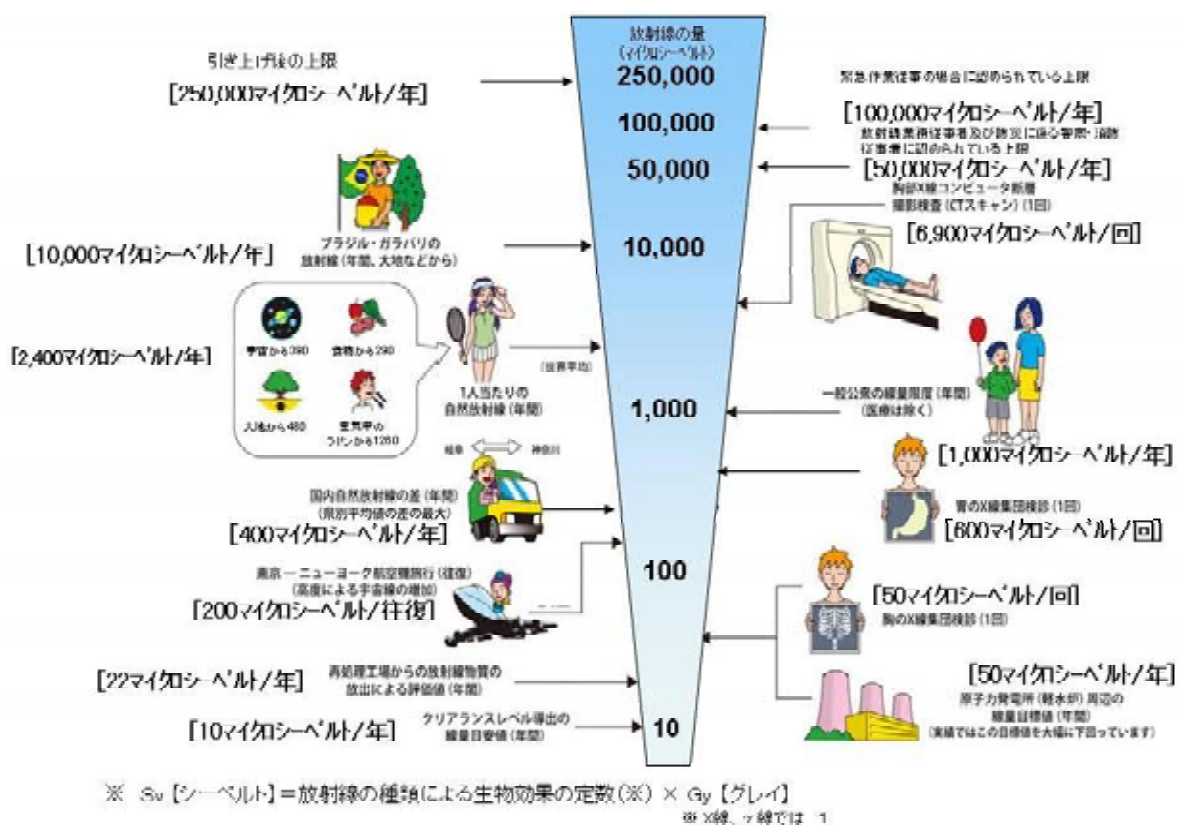 放射線の量
(マイクロシーベルト)
250,000
100,000
50,000
10,000
1,000
100
10
引き上げ後の上限
[250,000マイクロシーベルト/年]
[10,000マイクロシーベルト/年]
ブラジル・ガラパリの
放射線(年間、大地などから)
[2,400マイクロシーベルト/年]
宇宙から390
食物から290
大地から480
空気中の
ラドンから1260
(世界平均)
1人当たりの
自然放射線(年間)
岐阜
神奈川
国内自然放射線の差(年間)
(県別平均値の差の最大)
[400マイクロシーベルト/年]
東京―ニューヨーク航空機旅行(往復)
(高度による宇宙線の増加)
[200マイクロシーベルト/往復]
[22マイクロシーベルト/年]
再処理工場からの放射線物質の
放出による評価値(年間)
[10マイクロシーベルト/年]
クリアランスレベル導出の
線量目安値(年間)
緊急作業従事の場合に認められている上限
[100,000マイクロシーベルト/年]
放射線業務従事者及び防災に係る警察・消防
従事者に認められている上限
[50,000マイクロシーベルト/年]
胸部X線コンピュータ断層
撮影検査(CTスキャン)(1回)
[6,900マイクロシーベルト/回]
一般公衆の線量限度(年間)
(医療は除く)
[1,000マイクロシーベルト/年]
胃のX線集団検診(1回)
[600マイクロシーベルト/回]
[50マイクロシーベルト/回]
胸のX線集団検診(1回)
[50マイクロシーベルト/年]
原子力発電所(軽水炉)周辺の
線量目標値(年間)
(実績ではこの目標値を大幅に下回っています)
※ Sv【シーベルト】=放射線の種類による生物効果の定数(※) × Gy【グレイ】
※ X線、γ線では 1